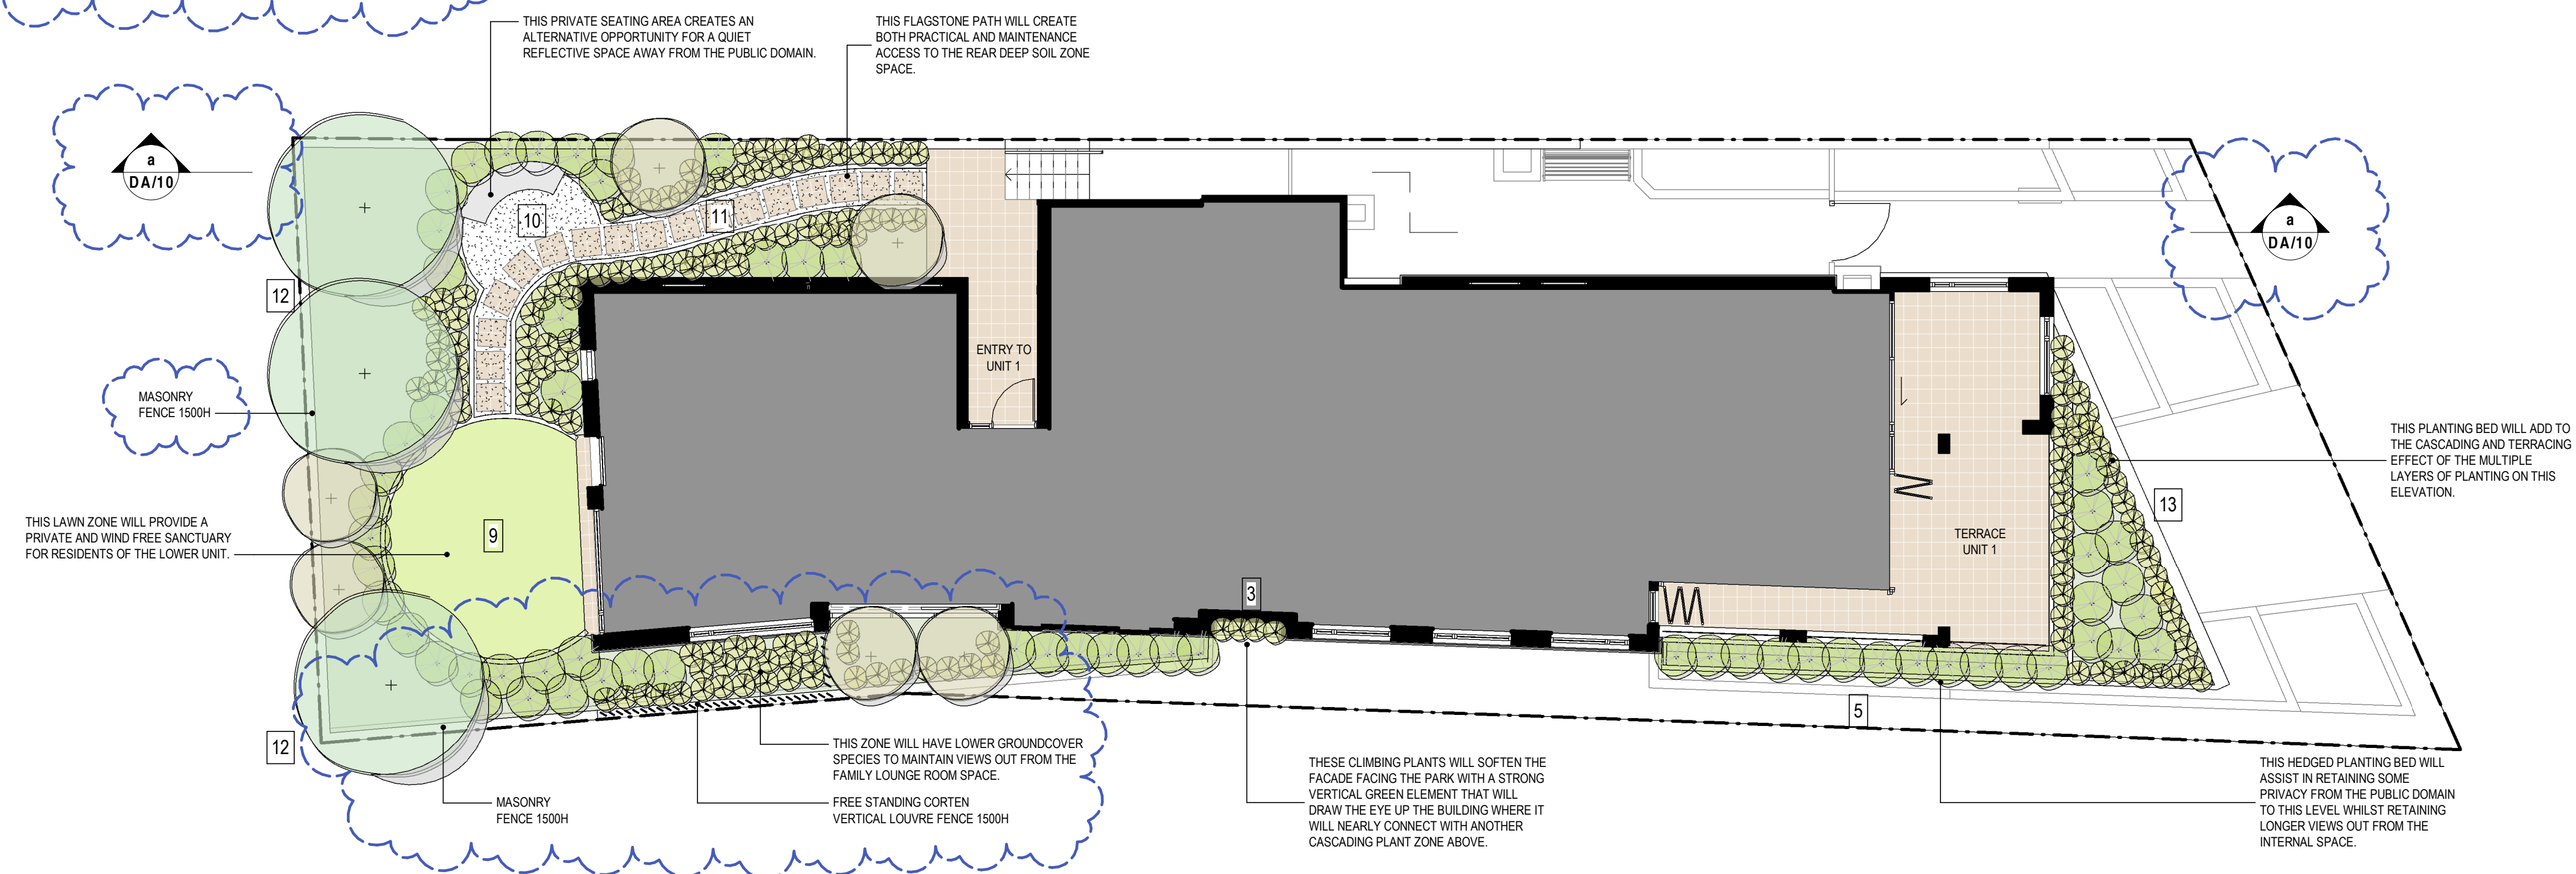 THIS PRIVATE SEATING AREA CREATES AN
ALTERNATIVE OPPORTUNITY FOR A QUIET
REFLECTIVE SPACE AWAY FROM THE PUBLIC DOMAIN.
THIS FLAGSTONE PATH WILL CREATE
BOTH PRACTICAL AND MAINTENANCE
ACCESS TO THE REAR DEEP SOIL ZONE
SPACE.
a
DA/10
a
DA/10
10
11
12
ENTRY TO
UNIT 1
MASONRY
FENCE 1500H
THIS PLANTING BED WILL ADD TO
THE CASCADING AND TERRACING
EFFECT OF THE MULTIPLE
LAYERS OF PLANTING ON THIS
ELEVATION.
13
THIS LAWN ZONE WILL PROVIDE A
PRIVATE AND WIND FREE SANCTUARY
FOR RESIDENTS OF THE LOWER UNIT.
9
TERRACE
UNIT 1
3
5
12
THIS ZONE WILL HAVE LOWER GROUNDCOVER
SPECIES TO MAINTAIN VIEWS OUT FROM THE
FAMILY LOUNGE ROOM SPACE.
MASONRY
FENCE 1500H
FREE STANDING CORTEN
VERTICAL LOUVRE FENCE 1500H
THESE CLIMBING PLANTS WILL SOFTEN THE
FACADE FACING THE PARK WITH A STRONG
VERTICAL GREEN ELEMENT THAT WILL
DRAW THE EYE UP THE BUILDING WHERE IT
WILL NEARLY CONNECT WITH ANOTHER
CASCADING PLANT ZONE ABOVE.
THIS HEDGED PLANTING BED WILL
ASSIST IN RETAINING SOME
PRIVACY FROM THE PUBLIC DOMAIN
TO THIS LEVEL WHILST RETAINING
LONGER VIEWS OUT FROM THE
INTERNAL SPACE.